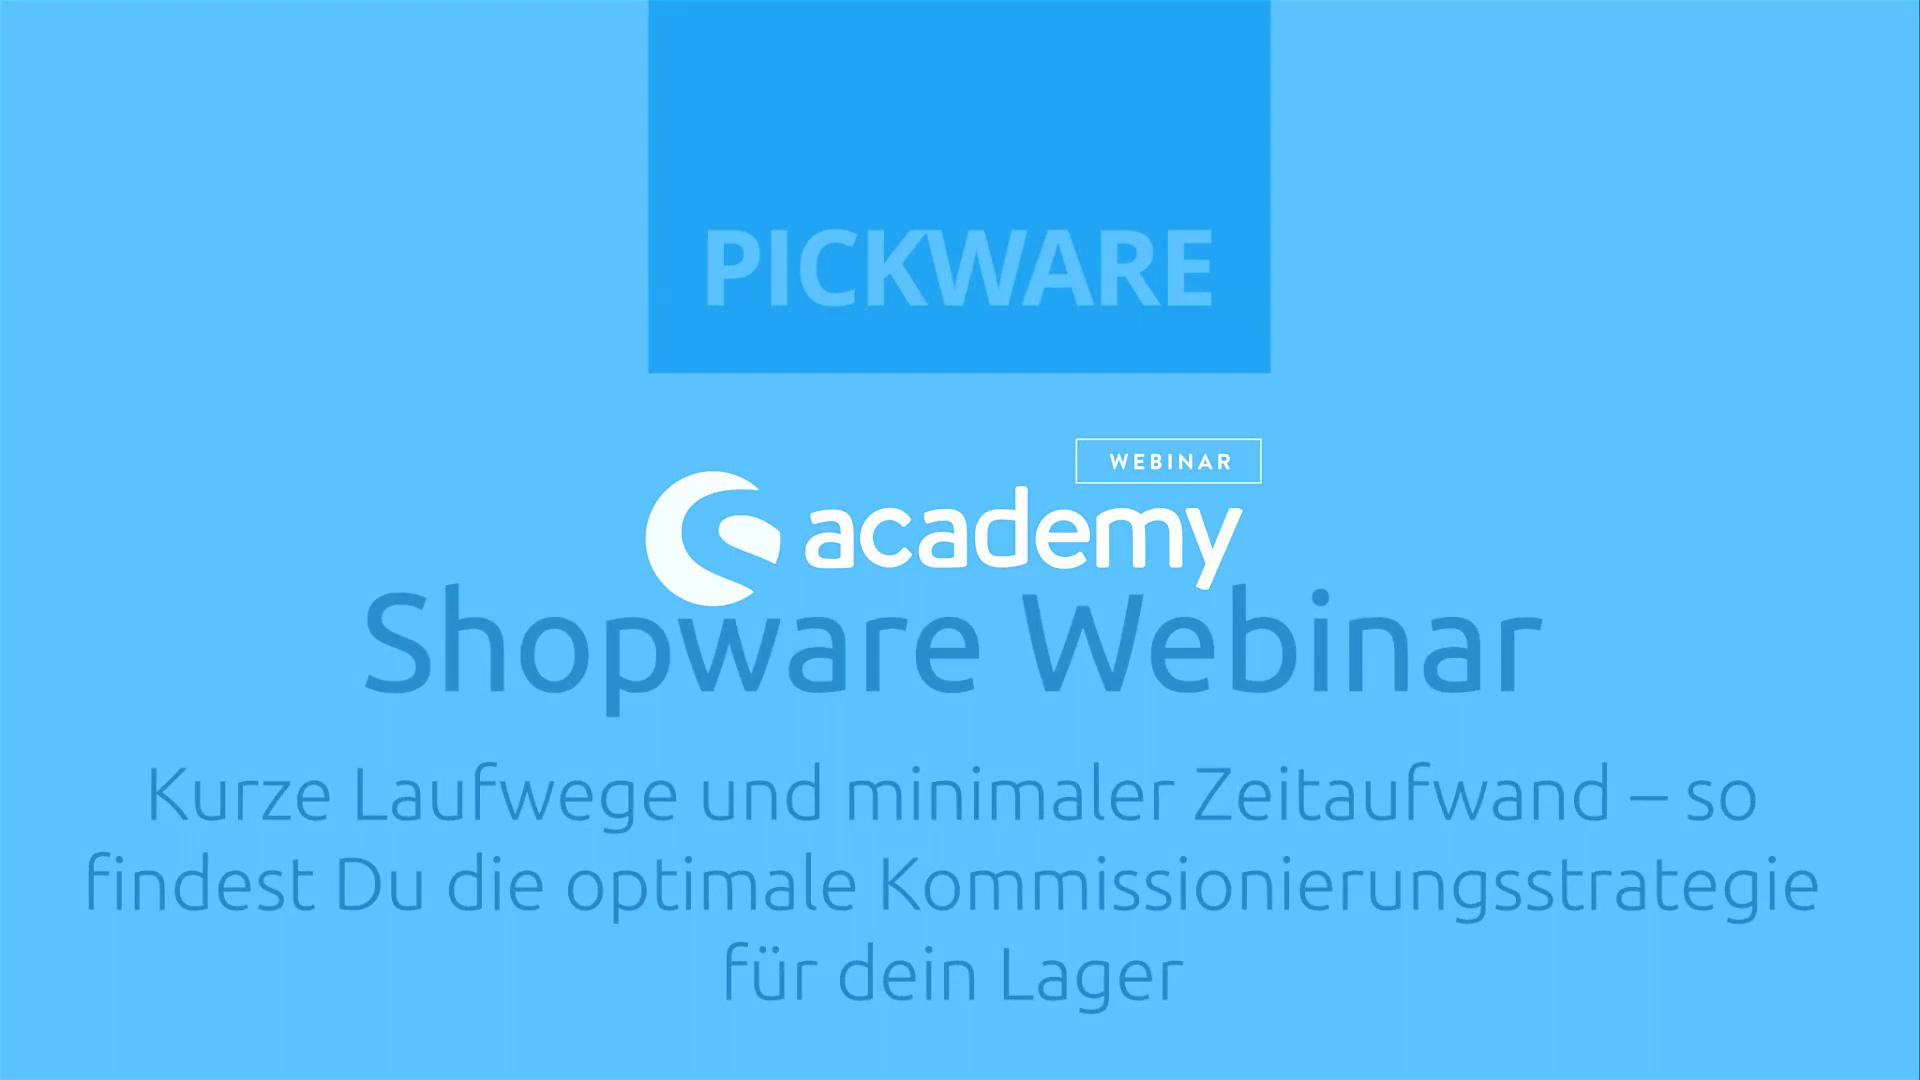 PICKWARE
WEBINAR
academy
Shopware Webinar
Kurze Laufwege und minimaler Zeitaufwand – so
findest Du die optimale Kommissionierungsstrategie
für dein Lager